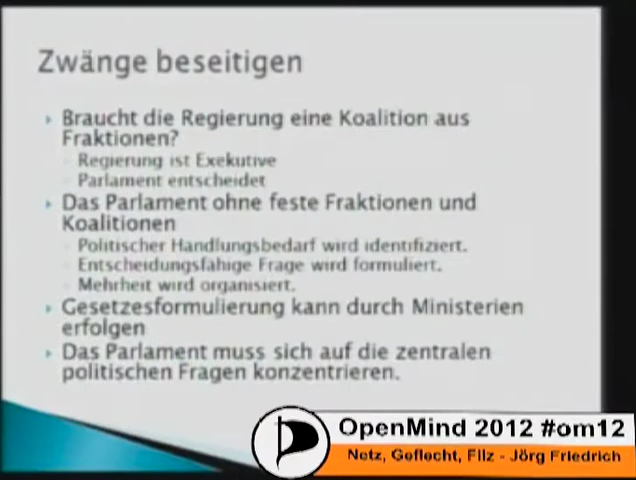 Zwänge beseitigen
Braucht die Regierung eine Koalition aus
Fraktionen?
Regierung ist Exekutive
Parlament entscheidet
Das Parlament ohne feste Fraktionen und
Koalitionen
Politischer Handlungsbedarf wird identifiziert.
Entscheidungsfähige Frage wird formuliert.
Mehrheit wird organisiert.
Gesetzesformulierung kann durch Ministerien
erfolgen
Das Parlament muss sich auf die zentralen
politischen Fragen konzentrieren.
OpenMind 2012 #om12
Netz, Geflecht, Filz - Jörg Friedrich